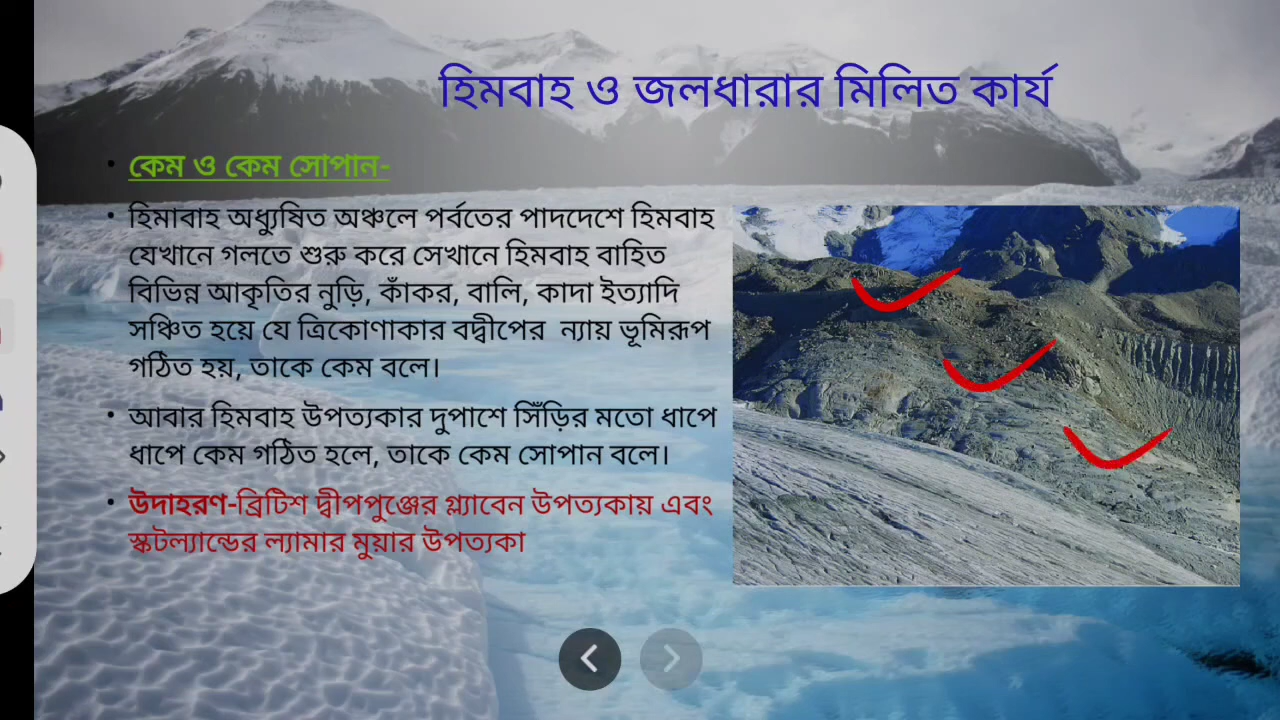 হিমবাহ ও জলধারার মিলিত কার্য
• কেম ও কেম সোপান-
• হিমাবাহ অধ্যুষিত অঞ্চলে পর্বতের পাদদেশে হিমবাহ
যেখানে গলতে শুরু করে সেখানে হিমবাহ বাহিত
বিভিন্ন আকৃতির নুড়ি, কাঁকর, বালি, কাদা ইত্যাদি
সঞ্চিত হয়ে যে ত্রিকোণাকার বদ্বীপের ন্যায় ভূমিরূপ
গঠিত হয়, তাকে কেম বলে।
• আবার হিমবাহ উপত্যকার দুপাশে সিঁড়ির মতো ধাপে
ধাপে কেম গঠিত হলে, তাকে কেম সোপান বলে।
• উদাহরণ-ব্রিটিশ দ্বীপপুঞ্জের গ্ল্যাবেন উপত্যকায় এবং
স্কটল্যান্ডের ল্যামার মুয়ার উপত্যকা